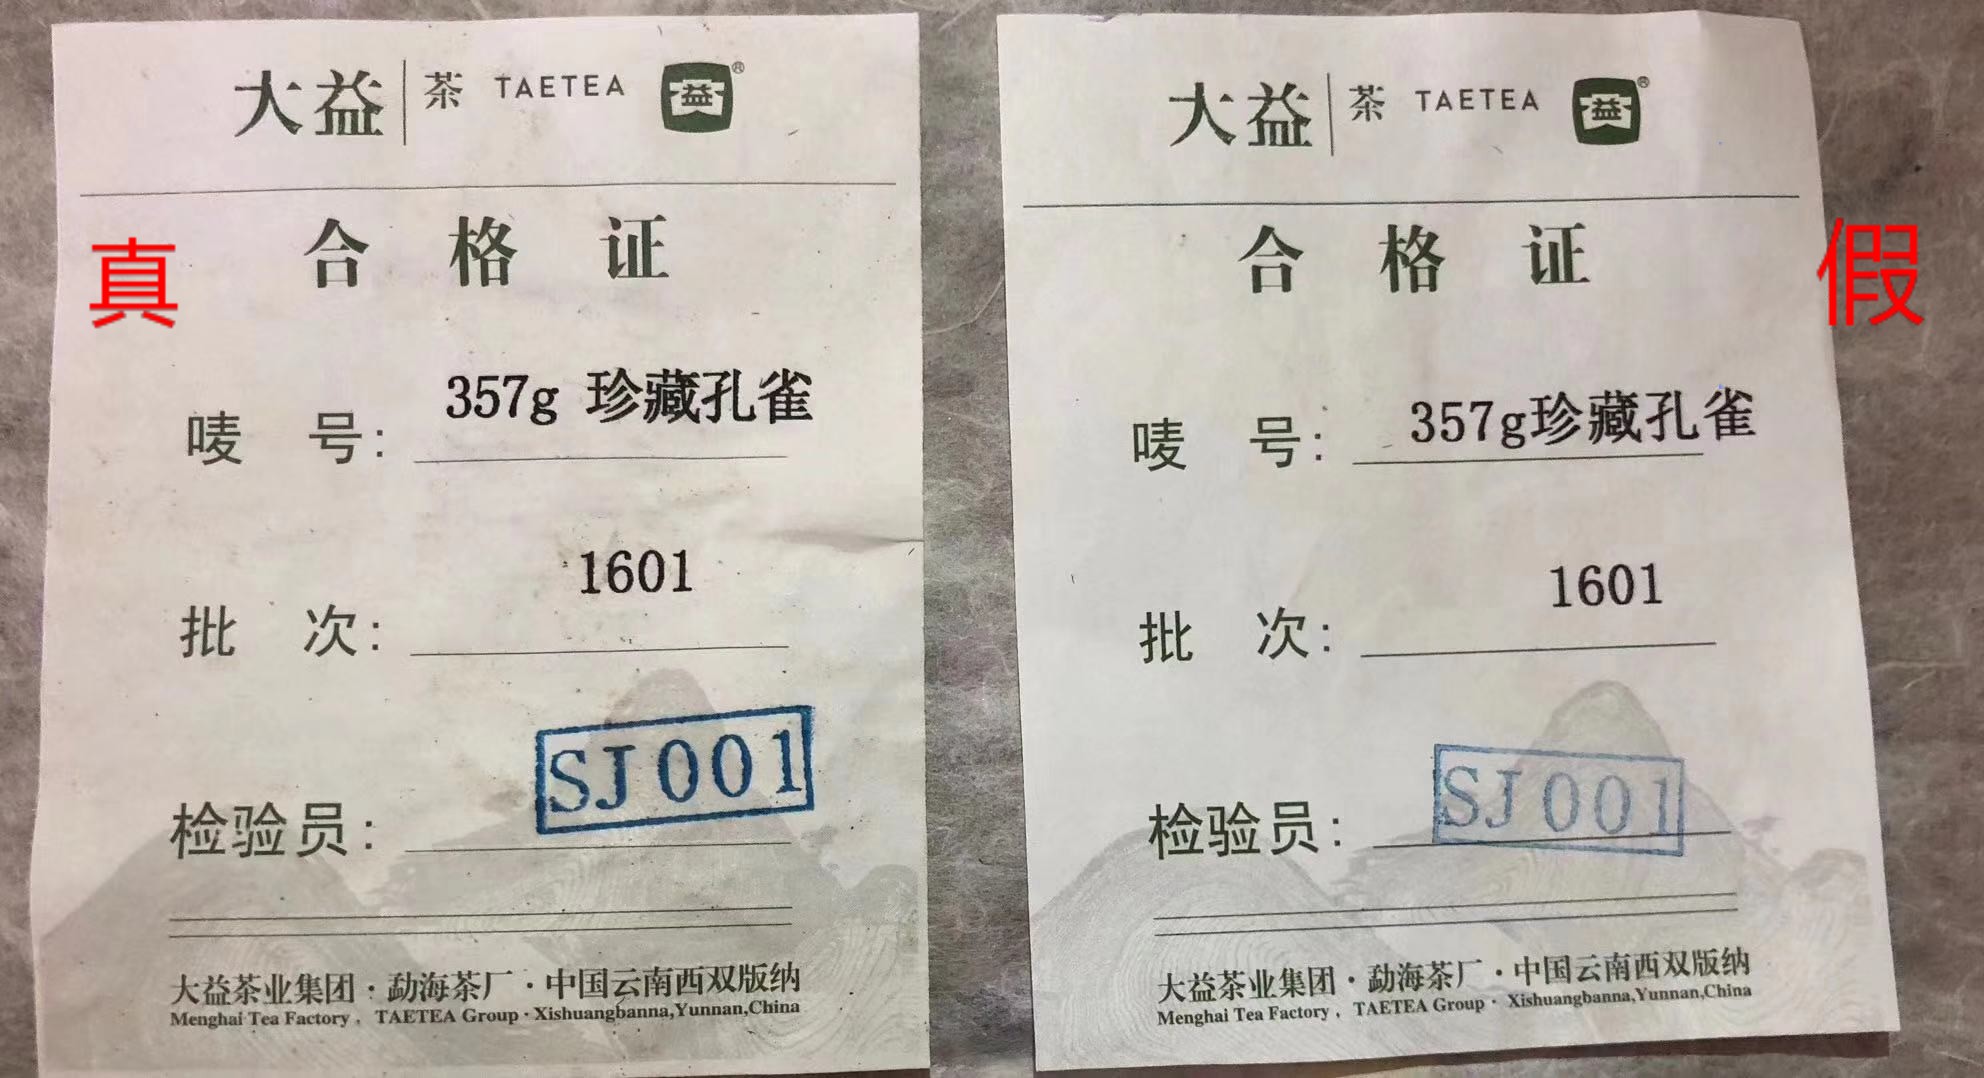 大益 茶 TAETEA 益®
合格证
真
唛 号: 357g 珍藏孔雀
批 次: 1601
检验员: SJ001
大益茶业集团·勐海茶厂·中国云南西双版纳
Menghai Tea Factory , TAETEA Group · Xishuangbanna,Yunnan,China
大益 茶 TAETEA 益®
合格证
假
唛 号: 357g珍藏孔雀
批 次: 1601
检验员: SJ001
大益茶业集团·勐海茶厂·中国云南西双版纳
Menghai Tea Factory , TAETEA Group · Xishuangbanna,Yunnan,China